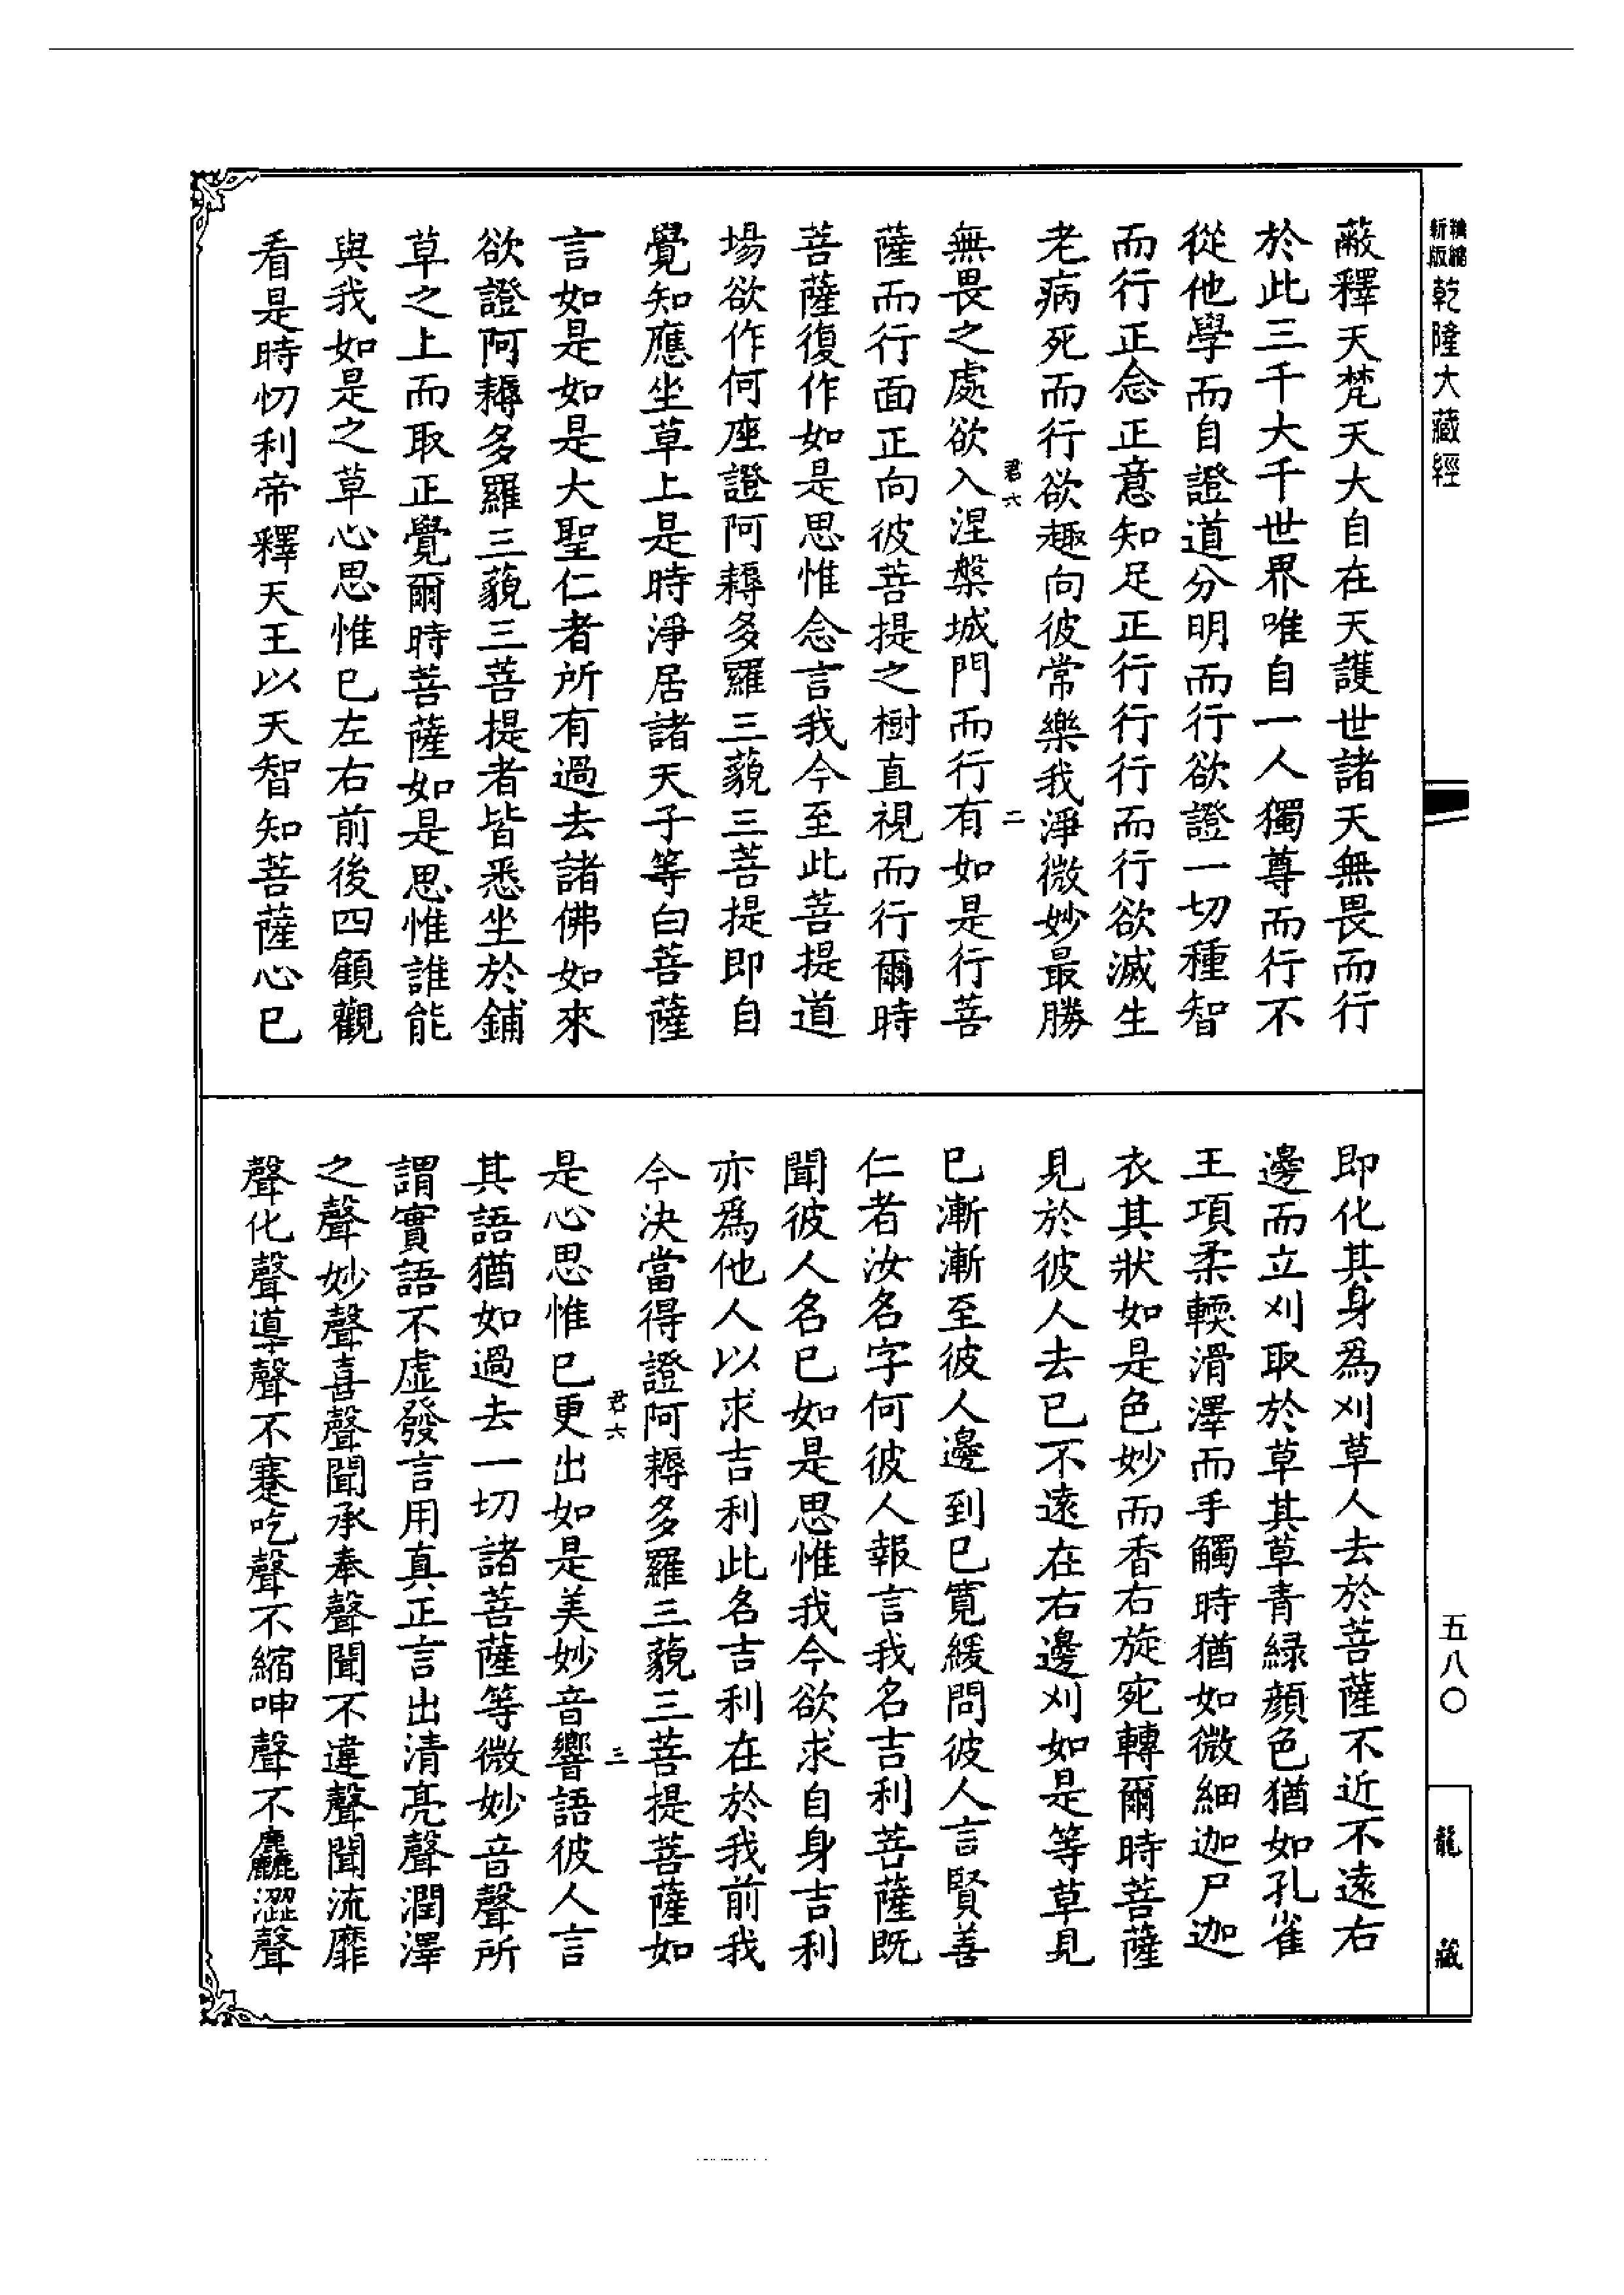 精縮新版乾隆大藏經
蔽釋天梵天大自在天護世諸天無畏而行
於此三千大千世界唯自一人獨尊而行不
從他學而自證道分明而行欲證一切種智
而行正念正意知足正行行行而行欲滅生
老病死而行欲趣向彼常樂我淨微妙最勝
君六 二
無畏之處欲入涅槃城門而行有如是行菩
薩而行面正向彼菩提之樹直視而行爾時
菩薩復作如是思惟念言我今至此菩提道
場欲作何座證阿耨多羅三藐三菩提即自
覺知應坐草上是時淨居諸天子等白菩薩
言如是如是大聖仁者所有過去諸佛如來
欲證阿耨多羅三藐三菩提者皆悉坐於鋪
草之上而取正覺爾時菩薩如是思惟誰能
與我如是之草心思惟已左右前後四顧觀
看是時忉利帝釋天王以天智知菩薩心已
即化其身爲刈草人去於菩薩不近不遠右
邊而立刈取於草其草青緑顏色猶如孔雀
王項柔輭滑澤而手觸時猶如微細迦尸迦
衣其狀如是色妙而香右旋宛轉爾時菩薩
見於彼人去已不遠在右邊刈如是等草見
已漸漸至彼人邊到已寬緩問彼人言賢善
仁者汝名字何彼人報言我名吉利菩薩既
聞彼人名已如是思惟我今欲求自身吉利
亦爲他人以求吉利此名吉利在於我前我
今決當得證阿耨多羅三藐三菩提菩薩如
君六 三
是心思惟已更出如是美妙音響語彼人言
其語猶如過去一切諸菩薩等微妙音聲所
謂實語不虛發言用真正言出清亮聲潤澤
之聲妙聲喜聲聞承奉聲聞不違聲聞流靡
聲化聲導聲不蹇吃聲不縮呻聲不麤澀聲
五八〇
龍藏